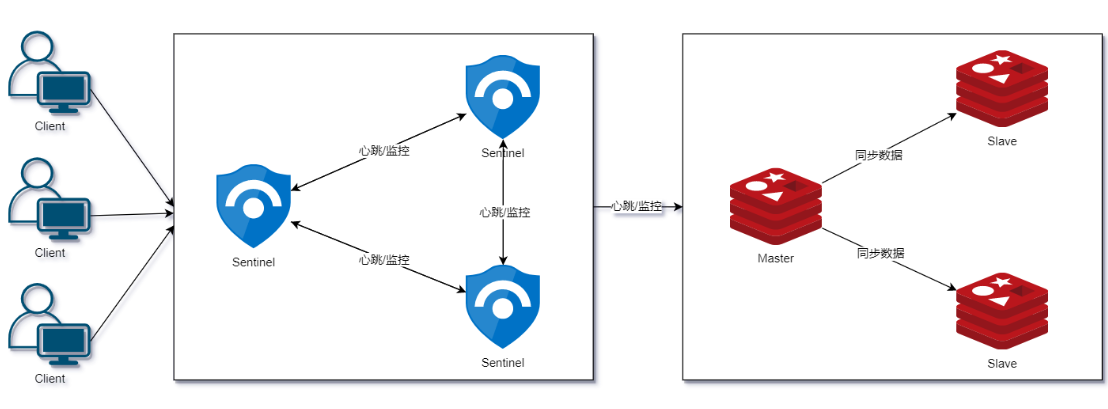 Client
Client
Client
Sentinel
心跳/监控
Sentinel
心跳/监控
心跳/监控
Sentinel
心跳/监控
Master
同步数据
Slave
同步数据
Slave